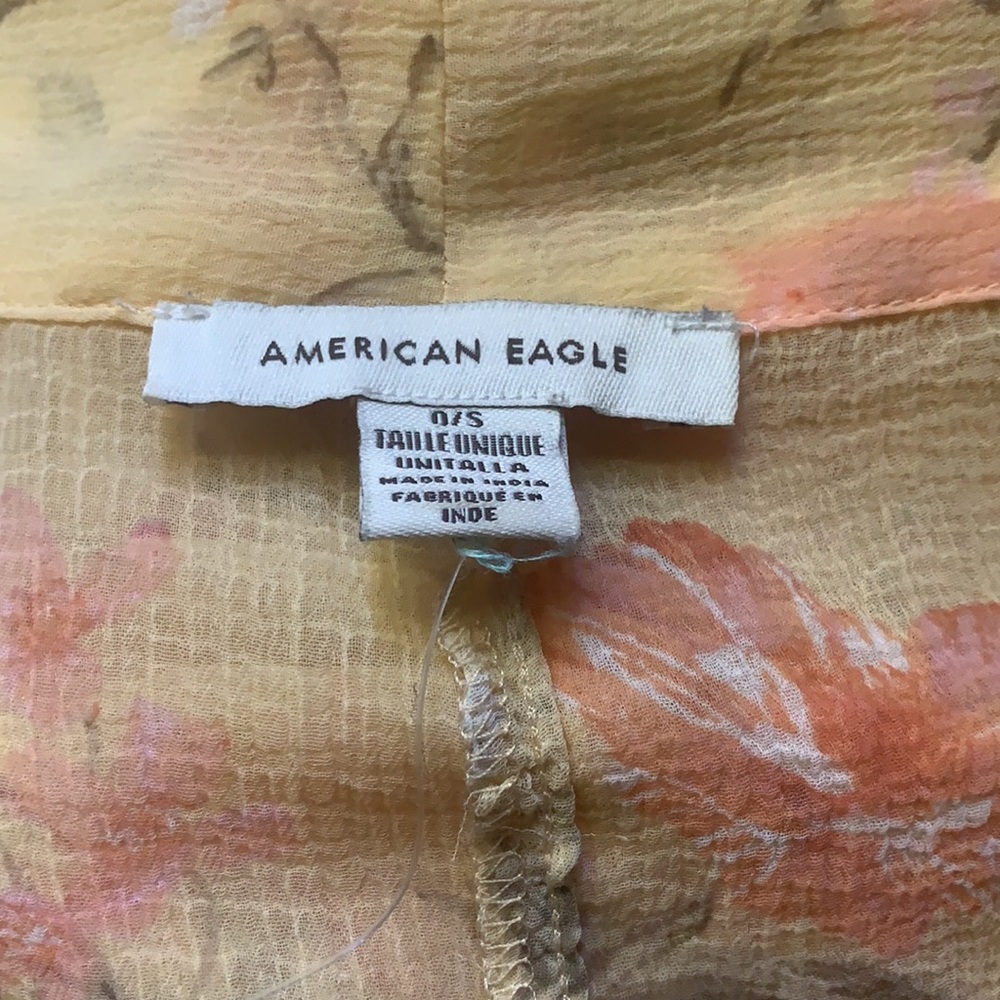 AMERICAN EAGLE
O/S
TAILLE UNIQUE
UNITALLA
MADE IN INDIA
FABRIQUÉ EN
INDE